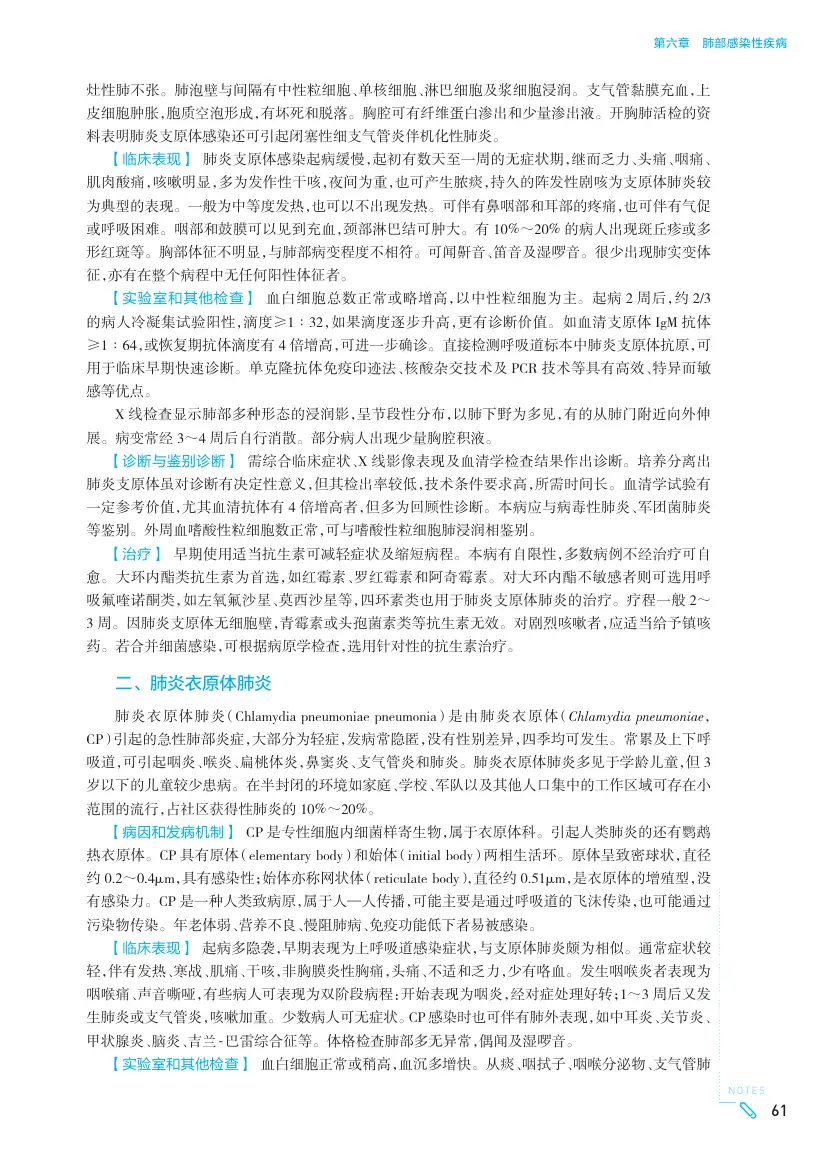 第六章 肺部感染性疾病
灶性肺不张。肺泡壁与间隔有中性粒细胞、单核细胞、淋巴细胞及浆细胞浸润。支气管黏膜充血,上
皮细胞肿胀,胞质空泡形成,有坏死和脱落。胸腔可有纤维蛋白渗出和少量渗出液。开胸肺活检的资
料表明肺炎支原体感染还可引起闭塞性细支气管炎伴机化性肺炎。
【临床表现】 肺炎支原体感染起病缓慢,起初有数天至一周的无症状期,继而乏力、头痛、咽痛、
肌肉酸痛,咳嗽明显,多为发作性干咳,夜间为重,也可产生脓痰,持久的阵发性剧咳为支原体肺炎较
为典型的表现。一般为中等度发热,也可以不出现发热。可伴有鼻咽部和耳部的疼痛,也可伴有气促
或呼吸困难。咽部和鼓膜可以见到充血,颈部淋巴结可肿大。有 10%～20% 的病人出现斑丘疹或多
形红斑等。胸部体征不明显,与肺部病变程度不相符。可闻鼾音、笛音及湿啰音。很少出现肺实变体
征,亦有在整个病程中无任何阳性体征者。
【实验室和其他检查】 血白细胞总数正常或略增高,以中性粒细胞为主。起病 2 周后,约 2/3
的病人冷凝集试验阳性,滴度≥1∶32,如果滴度逐步升高,更有诊断价值。如血清支原体 IgM 抗体
≥1∶64,或恢复期抗体滴度有 4 倍增高,可进一步确诊。直接检测呼吸道标本中肺炎支原体抗原,可
用于临床早期快速诊断。单克隆抗体免疫印迹法、核酸杂交技术及 PCR 技术等具有高效、特异而敏
感等优点。
X 线检查显示肺部多种形态的浸润影,呈节段性分布,以肺下野为多见,有的从肺门附近向外伸
展。病变常经 3～4 周后自行消散。部分病人出现少量胸腔积液。
【诊断与鉴别诊断】 需综合临床症状、X 线影像表现及血清学检查结果作出诊断。培养分离出
肺炎支原体虽对诊断有决定性意义,但其检出率较低,技术条件要求高,所需时间长。血清学试验有
一定参考价值,尤其血清抗体有 4 倍增高者,但多为回顾性诊断。本病应与病毒性肺炎、军团菌肺炎
等鉴别。外周血嗜酸性粒细胞数正常,可与嗜酸性粒细胞肺浸润相鉴别。
【治疗】 早期使用适当抗生素可减轻症状及缩短病程。本病有自限性,多数病例不经治疗可自
愈。大环内酯类抗生素为首选,如红霉素、罗红霉素和阿奇霉素。对大环内酯不敏感者则可选用呼
吸氟喹诺酮类,如左氧氟沙星、莫西沙星等,四环素类也用于肺炎支原体肺炎的治疗。疗程一般 2～
3 周。因肺炎支原体无细胞壁,青霉素或头孢菌素类等抗生素无效。对剧烈咳嗽者,应适当给予镇咳
药。若合并细菌感染,可根据病原学检查,选用针对性的抗生素治疗。
二、肺炎衣原体肺炎
肺炎衣原体肺炎(Chlamydia pneumoniae pneumonia)是由肺炎衣原体(Chlamydia pneumoniae,
CP)引起的急性肺部炎症,大部分为轻症,发病常隐匿,没有性别差异,四季均可发生。常累及上下呼
吸道,可引起咽炎、喉炎、扁桃体炎,鼻窦炎、支气管炎和肺炎。肺炎衣原体肺炎多见于学龄儿童,但 3
岁以下的儿童较少患病。在半封闭的环境如家庭、学校、军队以及其他人口集中的工作区域可存在小
范围的流行,占社区获得性肺炎的 10%～20%。
【病因和发病机制】 CP 是专性细胞内细菌样寄生物,属于衣原体科。引起人类肺炎的还有鹦鹉
热衣原体。CP 具有原体(elementary body)和始体(initial body)两相生活环。原体呈致密球状,直径
约 0.2～0.4μm,具有感染性;始体亦称网状体(reticulate body),直径约 0.51μm,是衣原体的增殖型,没
有感染力。CP 是一种人类致病原,属于人—人传播,可能主要是通过呼吸道的飞沫传染,也可能通过
污染物传染。年老体弱、营养不良、慢阻肺病、免疫功能低下者易被感染。
【临床表现】 起病多隐袭,早期表现为上呼吸道感染症状,与支原体肺炎颇为相似。通常症状较
轻,伴有发热、寒战、肌痛、干咳,非胸膜炎性胸痛,头痛、不适和乏力,少有咯血。发生咽喉炎者表现为
咽喉痛、声音嘶哑,有些病人可表现为双阶段病程:开始表现为咽炎,经对症处理好转;1～3 周后又发
生肺炎或支气管炎,咳嗽加重。少数病人可无症状。CP感染时也可伴有肺外表现,如中耳炎、关节炎、
甲状腺炎、脑炎、吉兰-巴雷综合征等。体格检查肺部多无异常,偶闻及湿啰音。
【实验室和其他检查】 血白细胞正常或稍高,血沉多增快。从痰、咽拭子、咽喉分泌物、支气管肺
NOTES
61